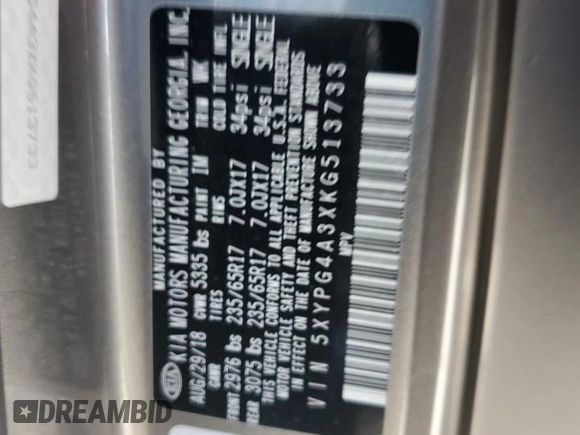 MANUFACTURED BY
KIA KIA MOTORS MANUFACTURING GEORGIA, INC.
AUG/29/18 GVWR 5335 lbs PAINT IM TRIM WK
GAWR TIRES RIMS COLD TIRE INFL
FRONT 2976 lbs 235/65R17 7.0JX17 34psi SINGLE
REAR 3075 lbs 235/65R17 7.0JX17 34psi SINGLE
THIS VEHICLE CONFORMS TO ALL APPLICABLE U.S.A. FEDERAL
MOTOR VEHICLE SAFETY AND THEFT PREVENTION STANDARDS
IN EFFECT ON THE DATE OF MANUFACTURE SHOWN ABOVE
VIN 5XYPG4A3XKG513733
MPV
DREAMBID